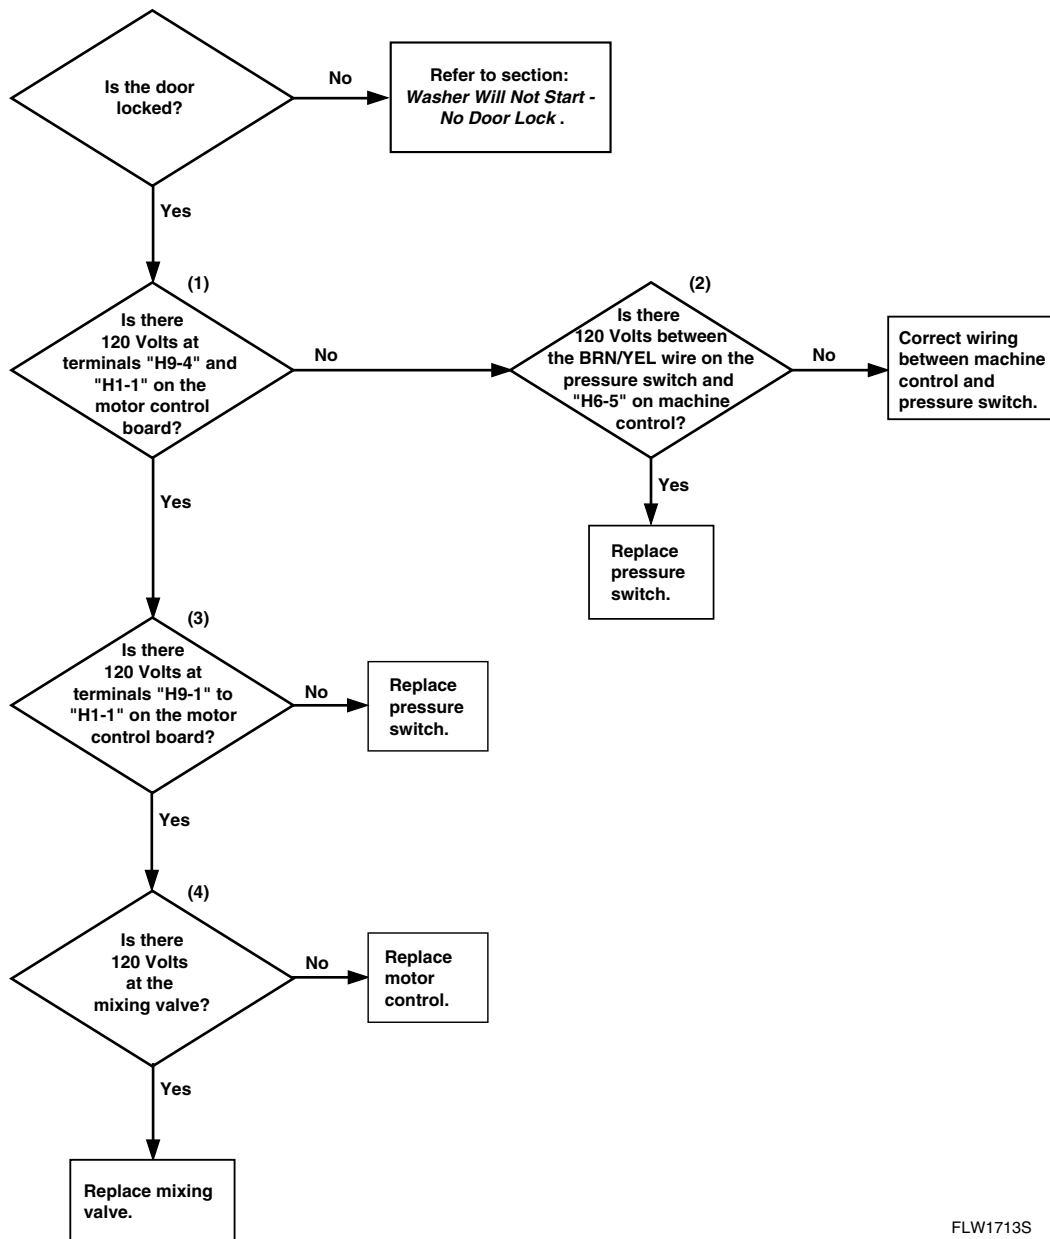 Is the door
locked?
No
Refer to section:
Washer Will Not Start -
No Door Lock .
Yes
(1)
Is there
120 Volts at
terminals "H9-4" and
"H1-1" on the
motor control
board?
No
(2)
Is there
120 Volts between
the BRN/YEL wire on the
pressure switch and
"H6-5" on machine
control?
No
Correct wiring
between machine
control and
pressure switch.
Yes
Replace
pressure
switch.
Yes
(3)
Is there
120 Volts at
terminals "H9-1" to
"H1-1" on the motor
control board?
No
Replace
pressure
switch.
Yes
(4)
Is there
120 Volts
at the
mixing valve?
No
Replace
motor
control.
Yes
Replace mixing
valve.
FLW1713S